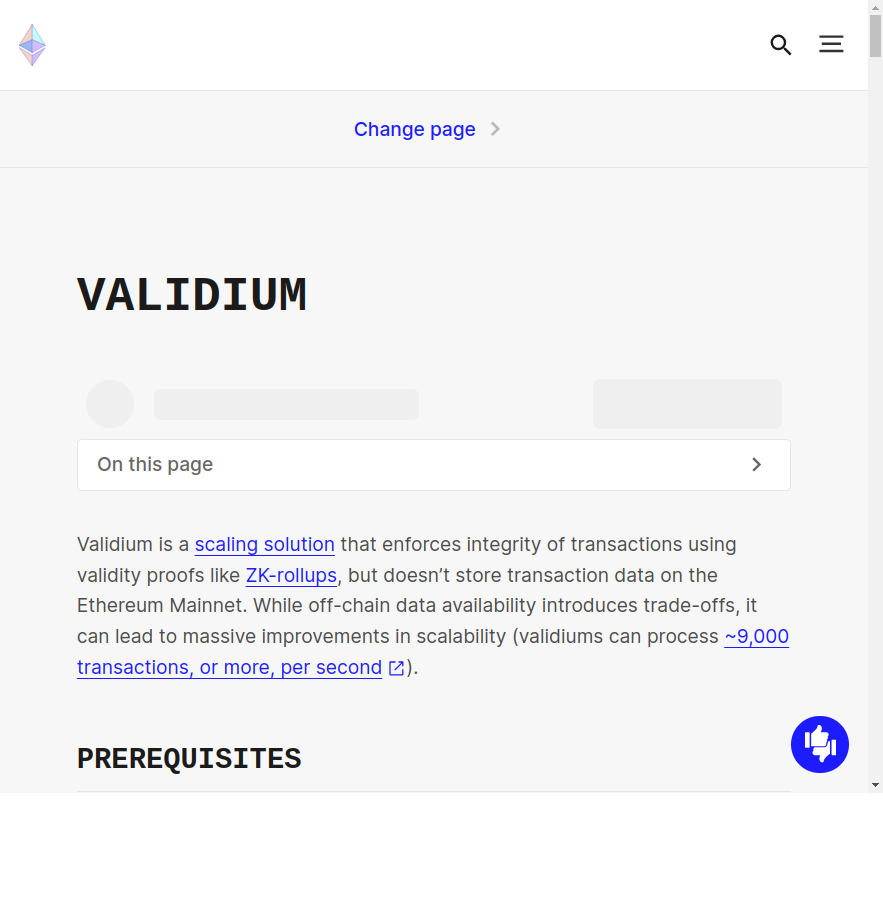 Change page
VALIDIUM
On this page
Validium is a scaling solution that enforces integrity of transactions using
validity proofs like ZK-rollups, but doesn’t store transaction data on the
Ethereum Mainnet. While off-chain data availability introduces trade-offs, it
can lead to massive improvements in scalability (validiums can process ~9,000
transactions, or more, per second ).
PREREQUISITES